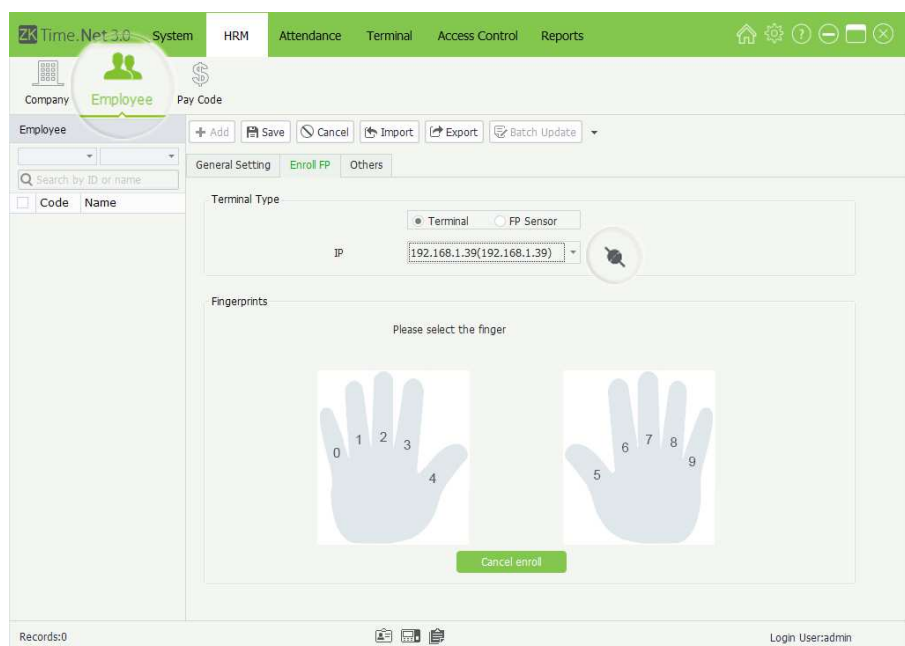 ZK Time.Net 3.0 System HRM Attendance Terminal Access Control Reports
Company Employee Pay Code
Employee
+ Add Save Cancel Import Export Batch Update
Search by ID or name
General Setting Enroll FP Others
Code Name
Terminal Type
Terminal FP Sensor
IP 192.168.1.39(192.168.1.39)
Fingerprints
Please select the finger
0 1 2 3 4 5 6 7 8 9
Cancel enroll
Records:0 Login User:admin